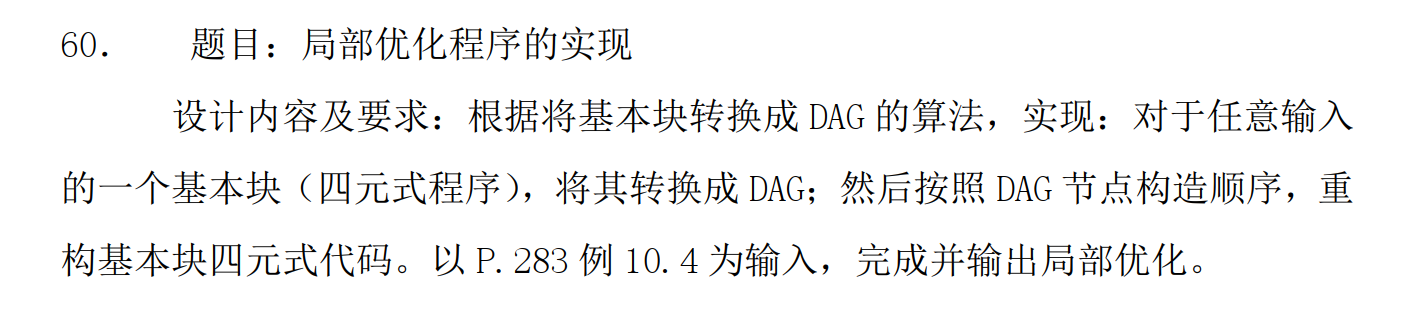 60. 题目：局部优化程序的实现
设计内容及要求：根据将基本块转换成 DAG 的算法，实现：对于任意输入
的一个基本块（四元式程序），将其转换成 DAG；然后按照 DAG 节点构造顺序，重
构基本块四元式代码。以 P.283 例 10.4 为输入，完成并输出局部优化。